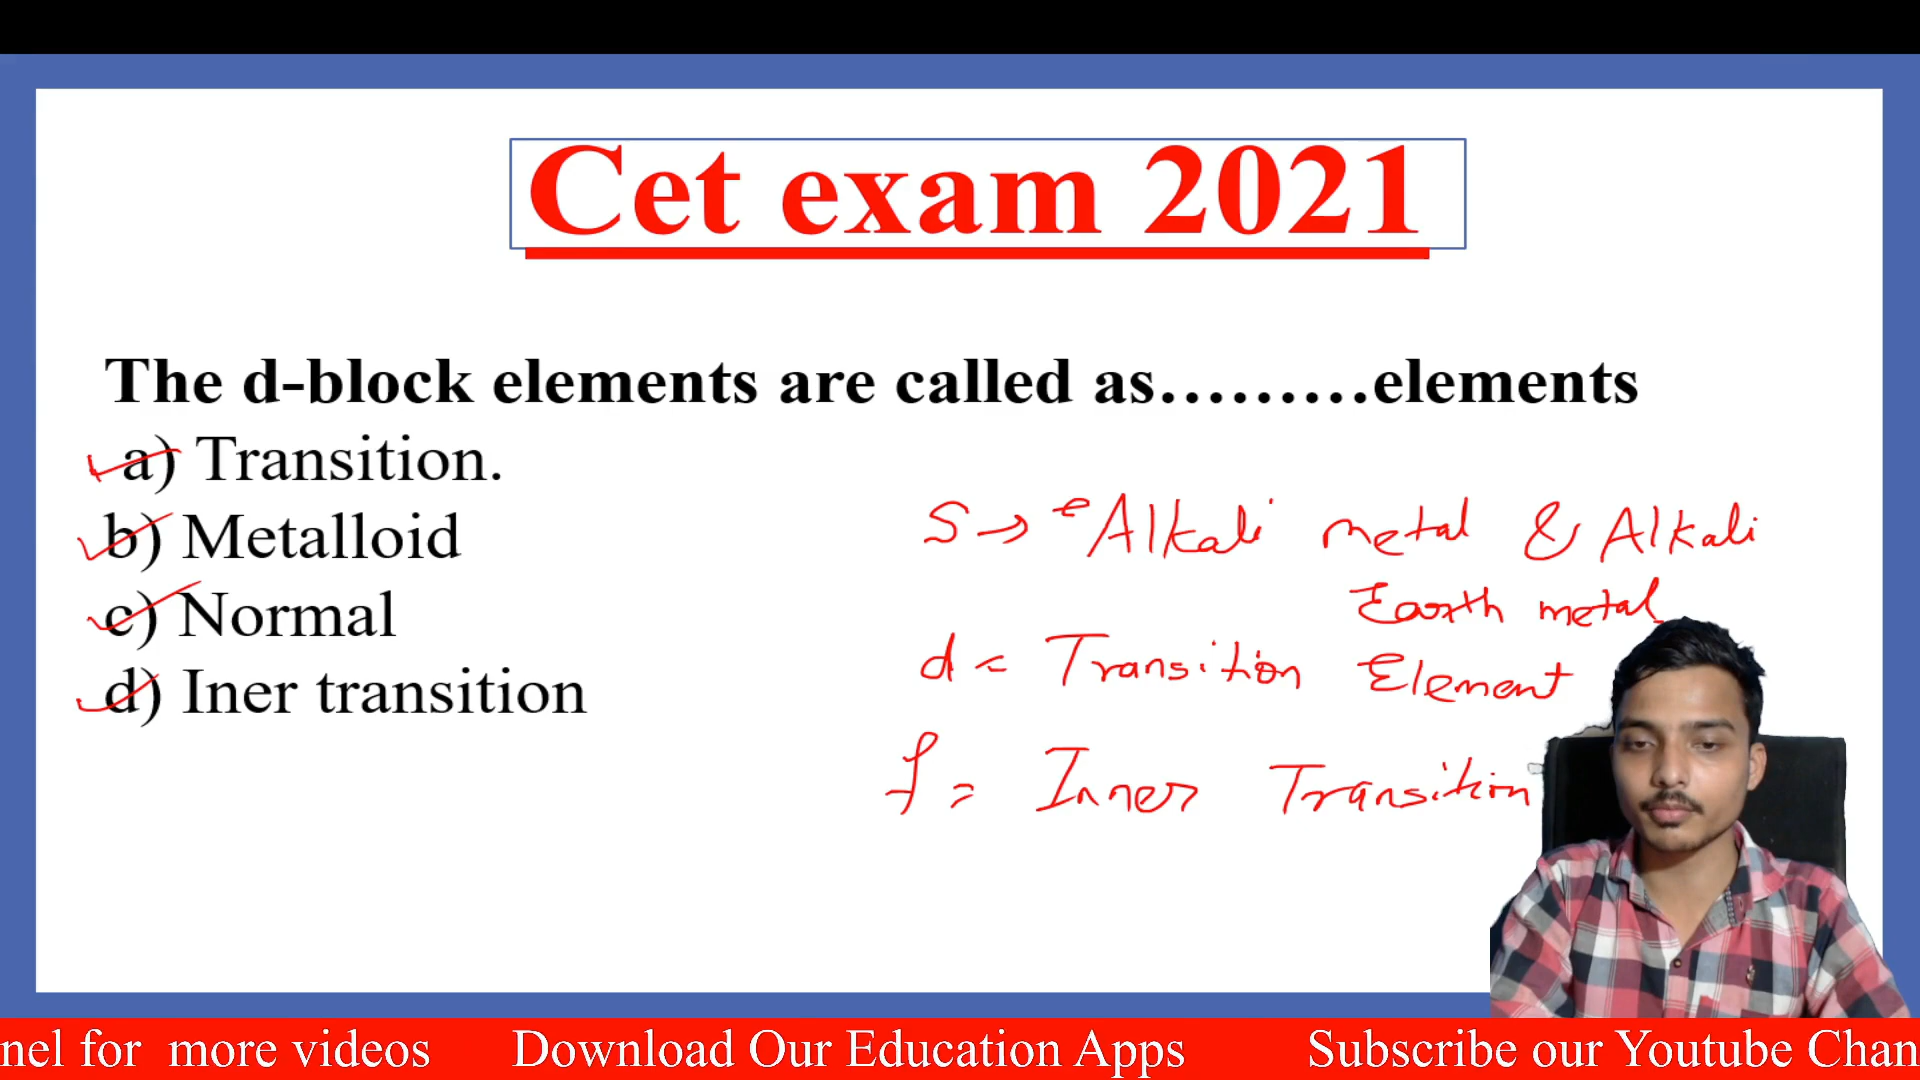 Cet exam 2021
The d-block elements are called as………elements
a) Transition.
b) Metalloid
c) Normal
d) Iner transition
S → Alkali metal & Alkali
Earth metal
d = Transition Element
f = Inner Transition
nel for more videos Download Our Education Apps Subscribe our Youtube Chan